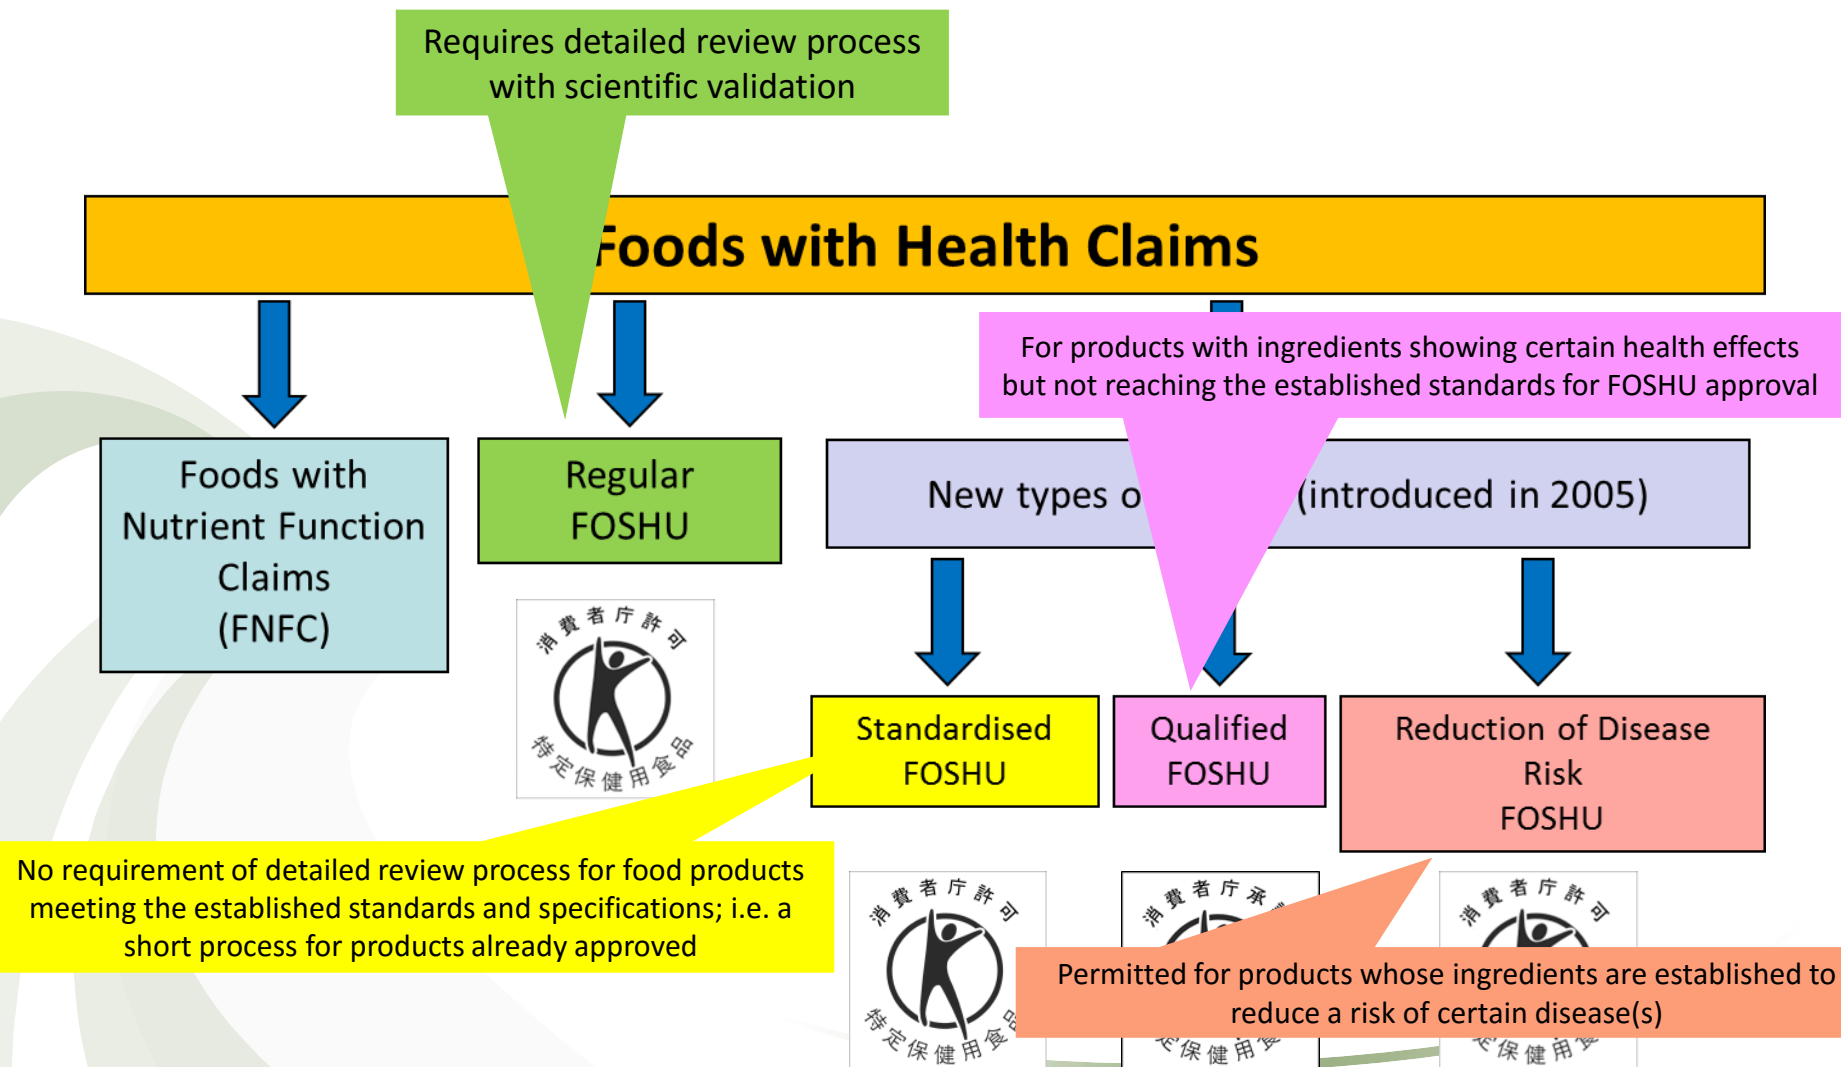 Requires detailed review process
with scientific validation
Foods with Health Claims
For products with ingredients showing certain health effects
but not reaching the established standards for FOSHU approval
Foods with
Nutrient Function
Claims
(FNFC)
Regular
FOSHU
New types (introduced in 2005)
消費者庁許可
特定保健用食品
Standardised
FOSHU
Qualified
FOSHU
Reduction of Disease
Risk
FOSHU
No requirement of detailed review process for food products
meeting the established standards and specifications; i.e. a
short process for products already approved
消費者庁許可
特定保健用食品
消費者庁承
保健用
消費者庁許可
保健用
Permitted for products whose ingredients are established to
reduce a risk of certain disease(s)